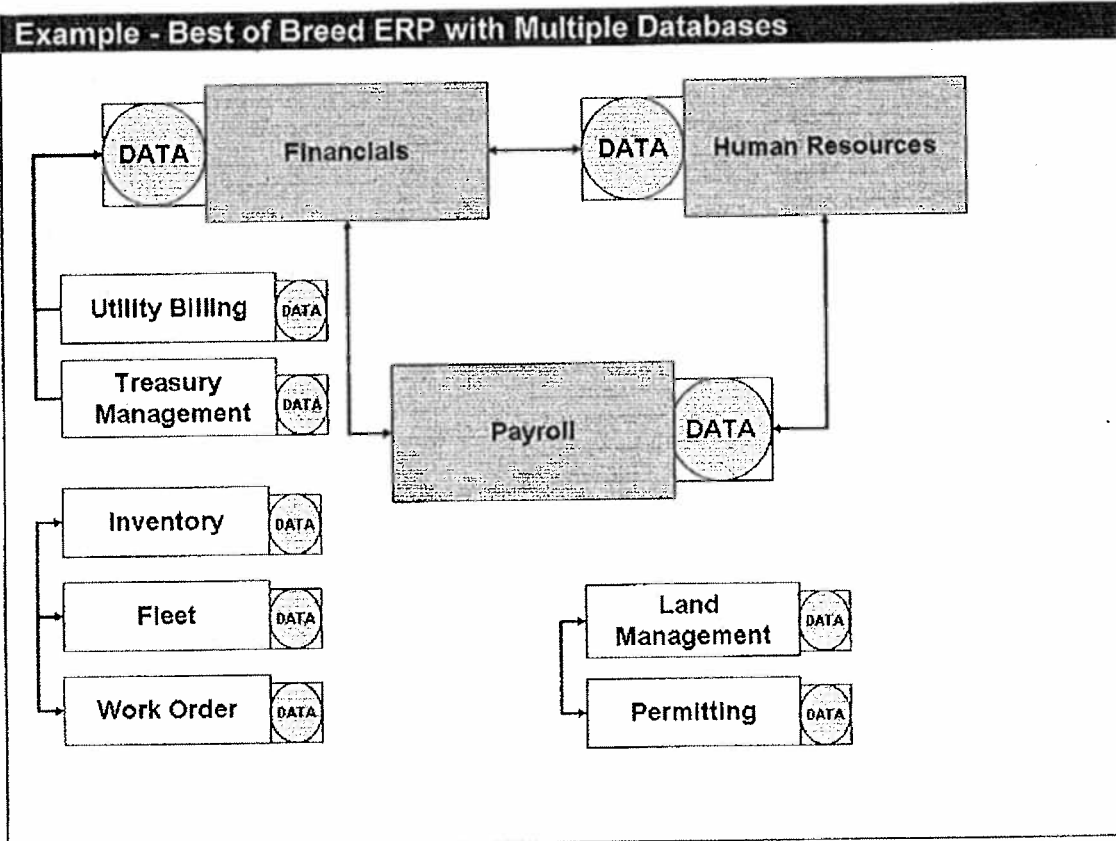 Example - Best of Breed ERP with Multiple Databases
DATA
Financials
DATA
Human Resources
Utility Billing
DATA
Treasury
Management
DATA
Payroll
DATA
Inventory
DATA
Fleet
DATA
Work Order
DATA
Land
Management
DATA
Permitting
DATA